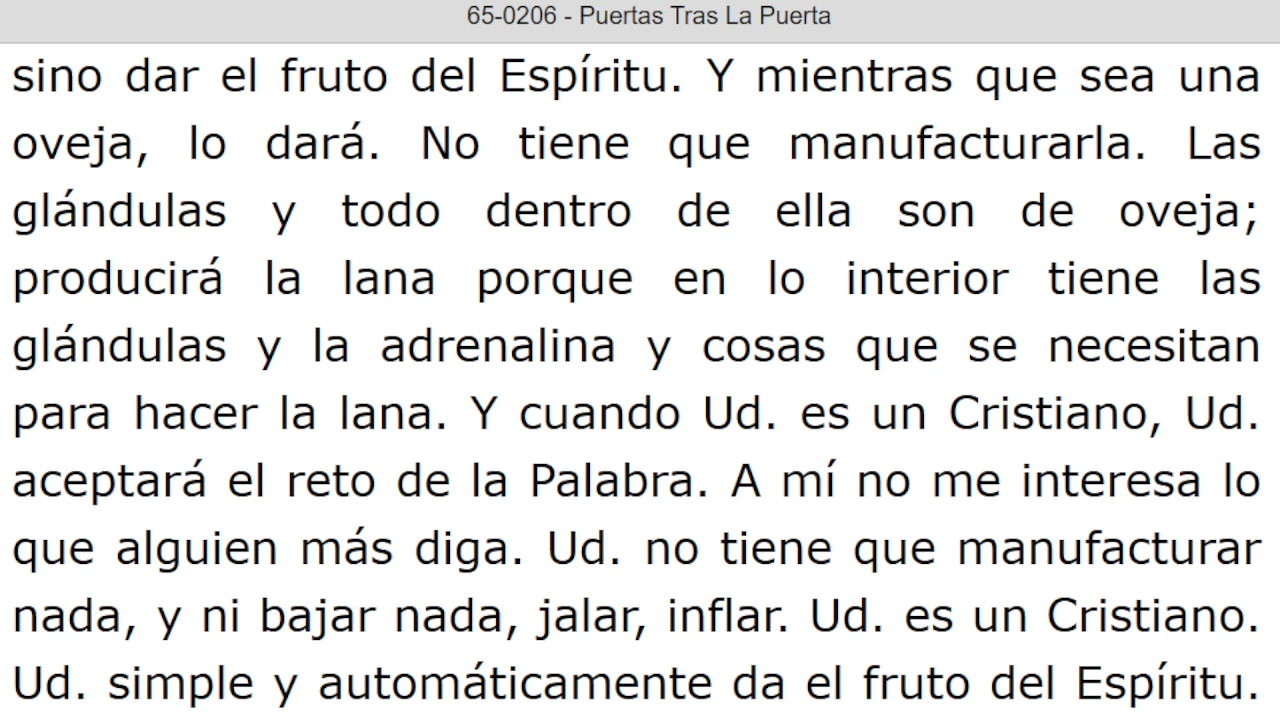 65-0206 - Puertas Tras La Puerta
sino dar el fruto del Espíritu. Y mientras que sea una
oveja, lo dará. No tiene que manufacturarla. Las
glándulas y todo dentro de ella son de oveja;
producirá la lana porque en lo interior tiene las
glándulas y la adrenalina y cosas que se necesitan
para hacer la lana. Y cuando Ud. es un Cristiano, Ud.
aceptará el reto de la Palabra. A mí no me interesa lo
que alguien más diga. Ud. no tiene que manufacturar
nada, y ni bajar nada, jalar, inflar. Ud. es un Cristiano.
Ud. simple y automáticamente da el fruto del Espíritu.